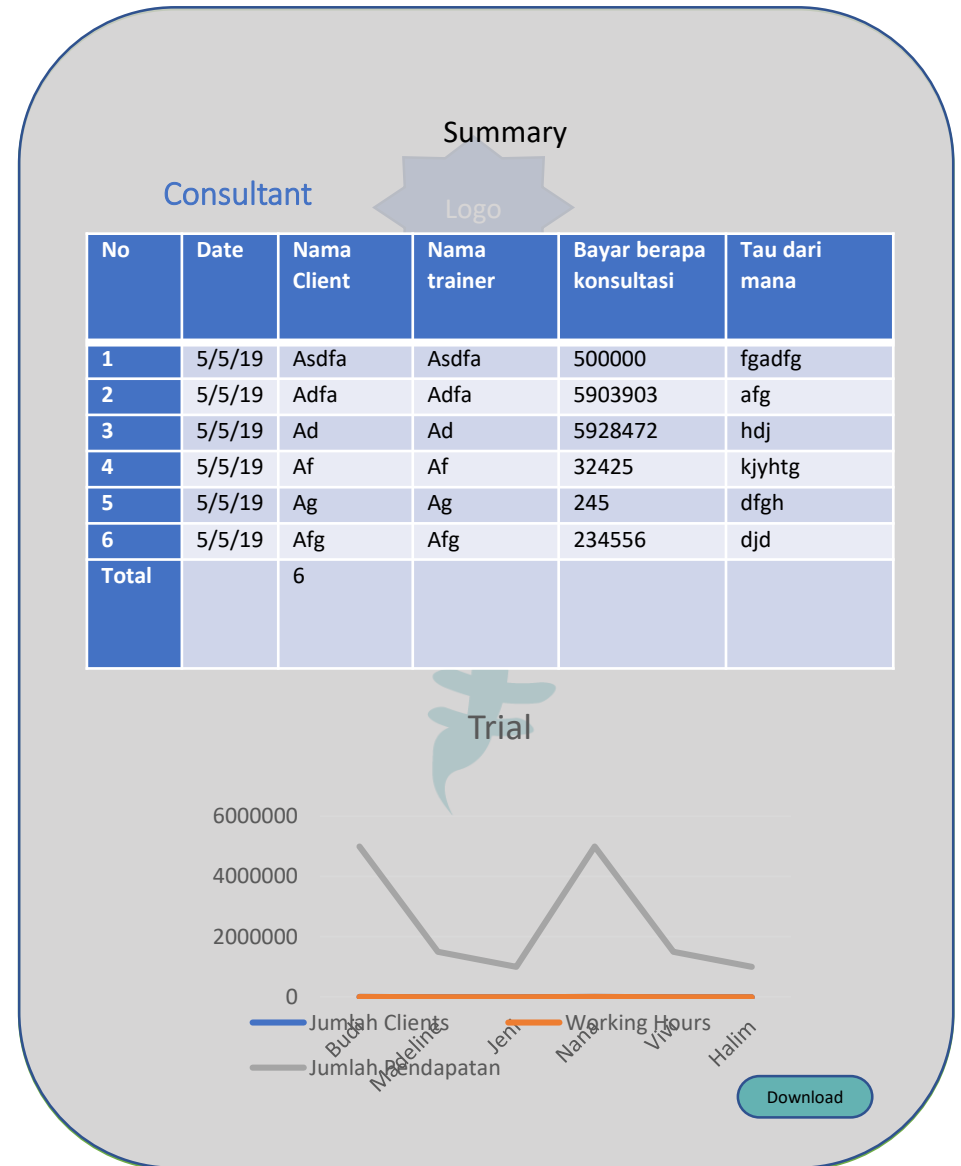 Summary
Consultant
Logo
No Date Nama Client Nama trainer Bayar berapa konsultasi Tau dari mana
1 5/5/19 Asdfa Asdfa 500000 fgadfg
2 5/5/19 Adfa Adfa 5903903 afg
3 5/5/19 Ad Ad 5928472 hdj
4 5/5/19 Af Af 32425 kjyhtg
5 5/5/19 Ag Ag 245 dfgh
6 5/5/19 Afg Afg 234556 djd
Total 6
Trial
6000000
4000000
2000000
0
Budi Madeline Jeni Nana Vivi Halim
Jumlah Clients Working Hours
Jumlah Pendapatan
Download